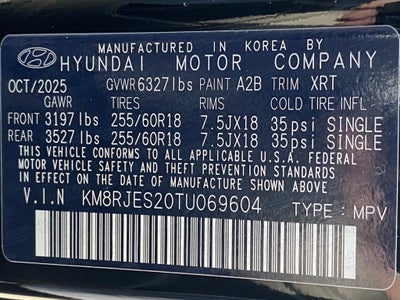 MANUFACTURED IN KOREA BY
HYUNDAI MOTOR COMPANY
OCT/2025 GVWR 6327lbs PAINT A2B TRIM XRT
GAWR TIRES RIMS COLD TIRE INFL
FRONT 3197lbs 255/60R18 7.5JX18 35psi SINGLE
REAR 3527lbs 255/60R18 7.5JX18 35psi SINGLE
THIS VEHICLE CONFORMS TO ALL APPLICABLE U.S.A. FEDERAL
MOTOR VEHICLE SAFETY, BUMPER, AND THEFT PREVENTION
STANDARDS IN EFFECT ON THE DATE OF MANUFACTURE SHOWN ABOVE.
V.I.N KM8RJES20TU069604 TYPE: MPV